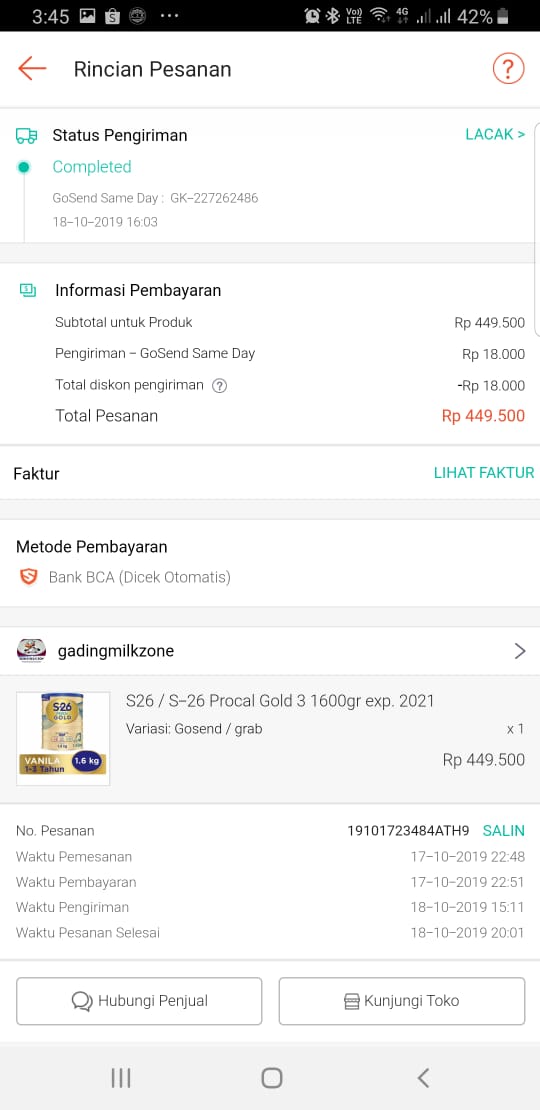 3:45 ... Vo)) LTE 4G 42%
Rincian Pesanan ?
Status Pengiriman LACAK >
Completed
GoSend Same Day : GK-227262486
18-10-2019 16:03
Informasi Pembayaran
Subtotal untuk Produk Rp 449.500
Pengiriman - GoSend Same Day Rp 18.000
Total diskon pengiriman ? -Rp 18.000
Total Pesanan Rp 449.500
Faktur LIHAT FAKTUR
Metode Pembayaran
Bank BCA (Dicek Otomatis)
gadingmilkzone >
S26 / S-26 Procal Gold 3 1600gr exp. 2021
Variasi: Gosend / grab x 1
Rp 449.500
S-26
PROCAL
GOLD
VANILA 1.6 kg
1-3 Tahun
No. Pesanan 19101723484ATH9 SALIN
Waktu Pemesanan 17-10-2019 22:48
Waktu Pembayaran 17-10-2019 22:51
Waktu Pengiriman 18-10-2019 15:11
Waktu Pesanan Selesai 18-10-2019 20:01
Hubungi Penjual Kunjungi Toko